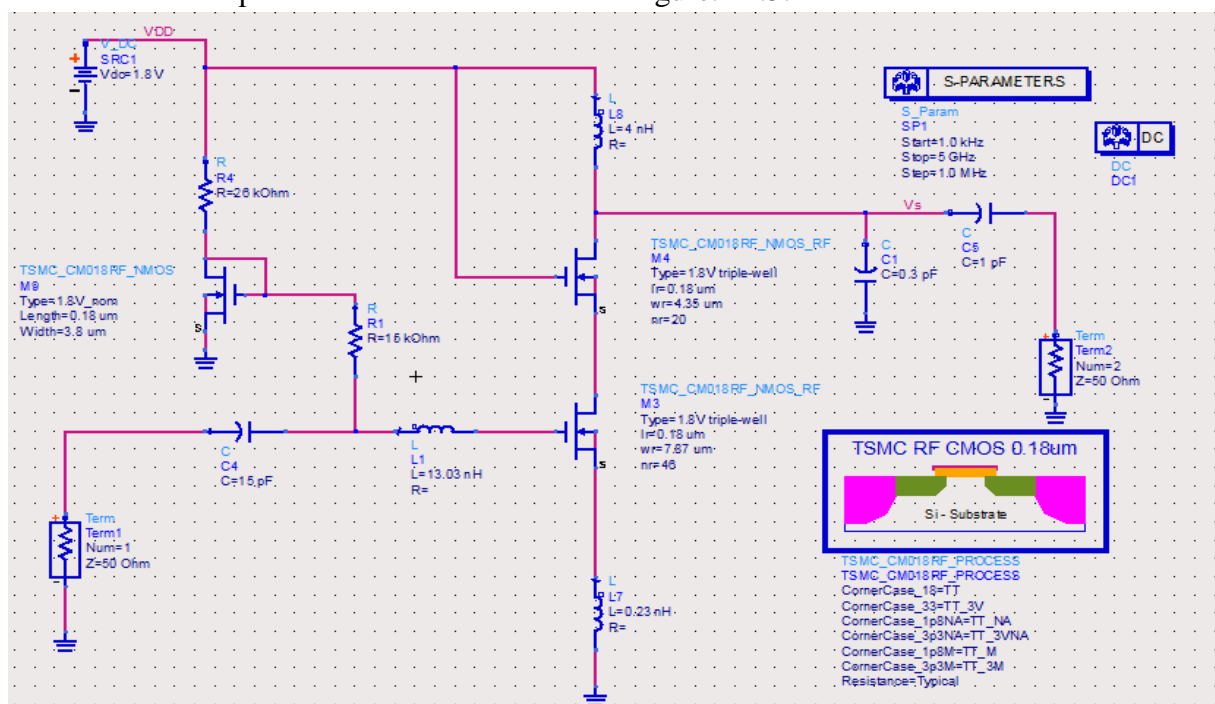 VDD
V_DC
SRC1
Vdc=1.8 V
R
R4
R=26 kOhm
TSMC_CM018RF_NMOS
M9
Type=1.8V_nom
Length=0.18 um
Width=3.8 um
S
R
R1
R=15 kOhm
C
C4
C=15 pF
Term
Term1
Num=1
Z=50 Ohm
L
L1
L=13.03 nH
R=
L
L8
L=4 nH
R=
TSMC_CM018RF_NMOS_RF
M4
Type=1.8V triple-well
lr=0.18 um
wr=4.35 um
nr=20
S
TSMC_CM018RF_NMOS_RF
M3
Type=1.8V triple-well
lr=0.18 um
wr=7.67 um
nr=46
S
L
L7
L=0.23 nH
R=
Vs
C
C1
C=0.3 pF
C
C5
C=1 pF
Term
Term2
Num=2
Z=50 Ohm
S-PARAMETERS
S_Param
SP1
Start=1.0 kHz
Stop=5 GHz
Step=1.0 MHz
DC
DC
DC1
TSMC RF CMOS 0.18um
Si - Substrate
TSMC_CM018RF_PROCESS
TSMC_CM018RF_PROCESS
CornerCase_18=TT
CornerCase_33=TT_3V
CornerCase_1p8NA=TT_NA
CornerCase_3p3NA=TT_3VNA
CornerCase_1p8M=TT_M
CornerCase_3p3M=TT_3M
Resistance=Typical